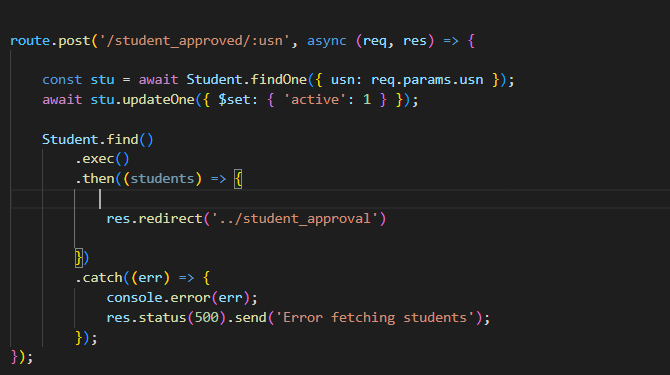 route.post('/student_approved/:usn', async (req, res) => {
const stu = await Student.findOne({ usn: req.params.usn });
await stu.updateOne({ $set: { 'active': 1 } });
Student.find()
.exec()
.then((students) => {
res.redirect('../student_approval')
})
.catch((err) => {
console.error(err);
res.status(500).send('Error fetching students');
});
});